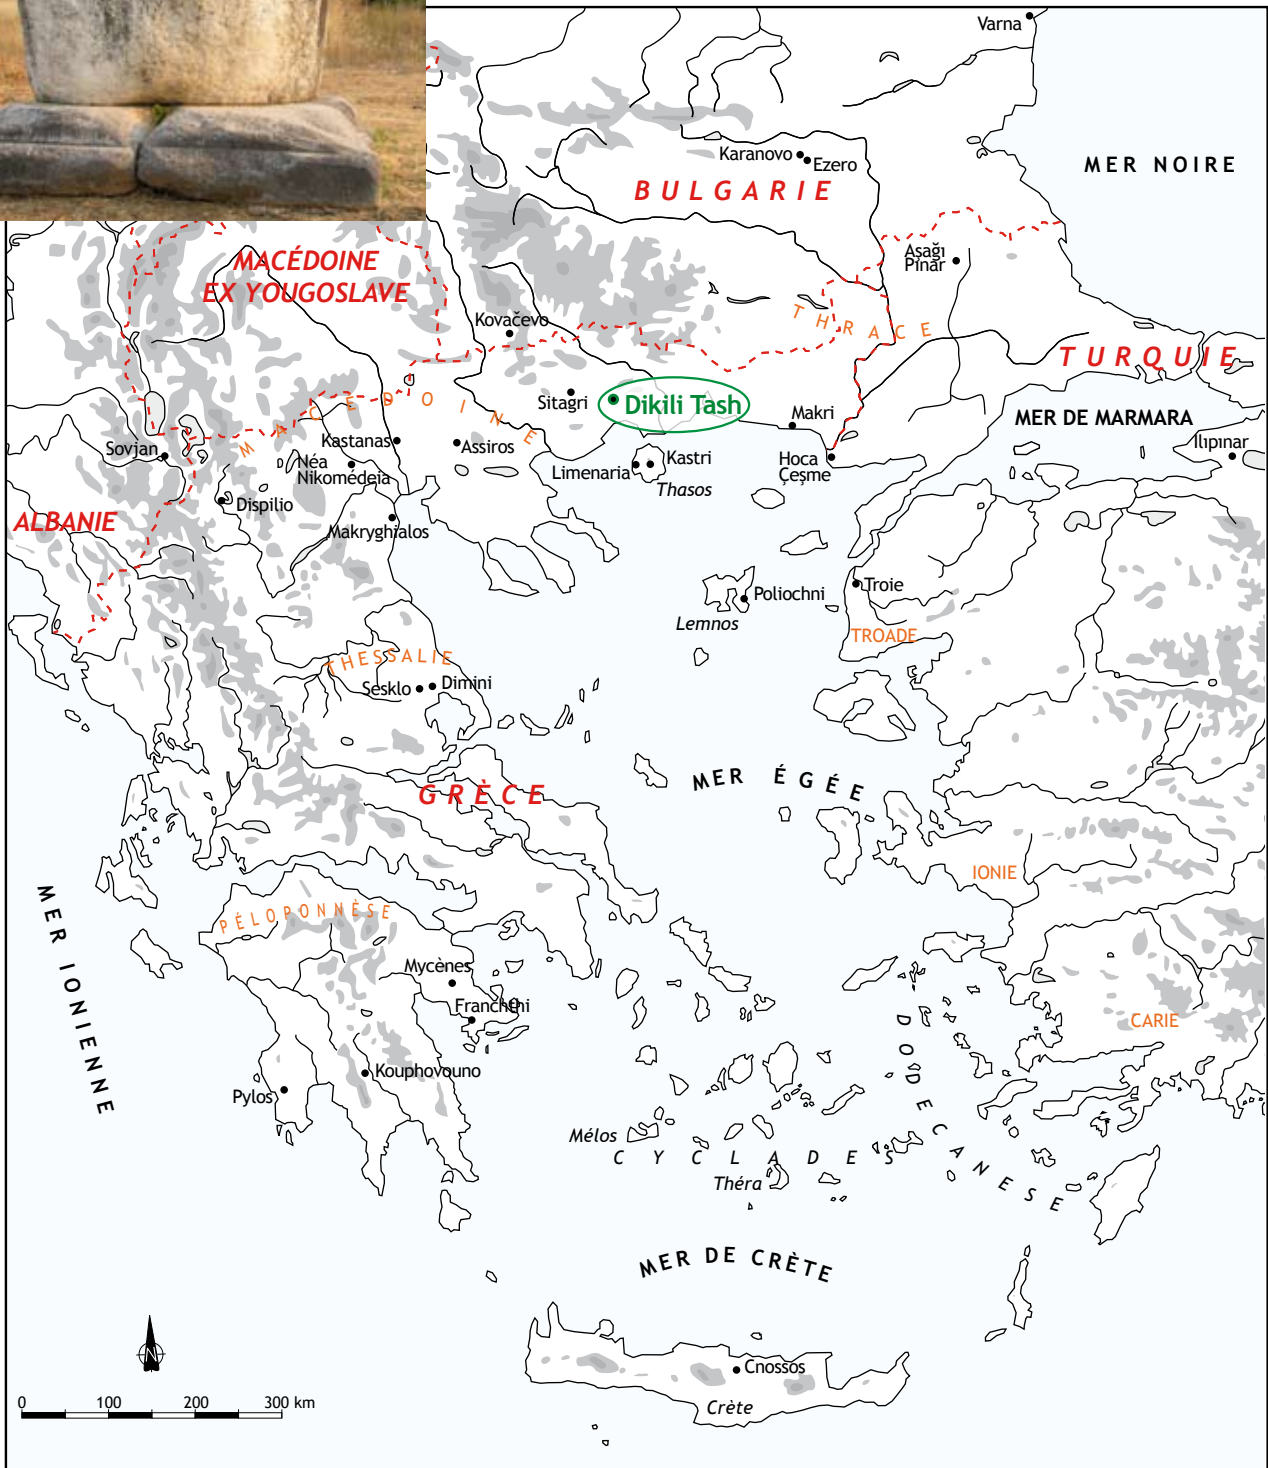 Varna
Karanovo
Ezero
MER NOIRE
BULGARIE
Aşağı
Pınar
MACÉDOINE
EX YOUGOSLAVE
Kovačevo
THRACE
TURQUIE
Sitagri
Dikili Tash
MACEDOINE
Makri
MER DE MARMARA
Ilıpınar
Sovjan
Kastanas
Assiros
Néa
Nikomédeia
Limenaria
Kastri
Thasos
Hoca
Çeşme
Dispilio
ALBANIE
Makryghialos
Poliochni
Lemnos
Troie
TROADE
THESSALIE
Sesklo
Dimini
MER ÉGÉE
GRÈCE
IONIE
MER IONIENNE
PÉLOPONNÈSE
Mycènes
Franchthi
CARIE
DODECANESE
Kouphovouno
Pylos
Mélos
CYCLADES
Théra
MER DE CRÈTE
N
Cnossos
Crète
0 100 200 300 km